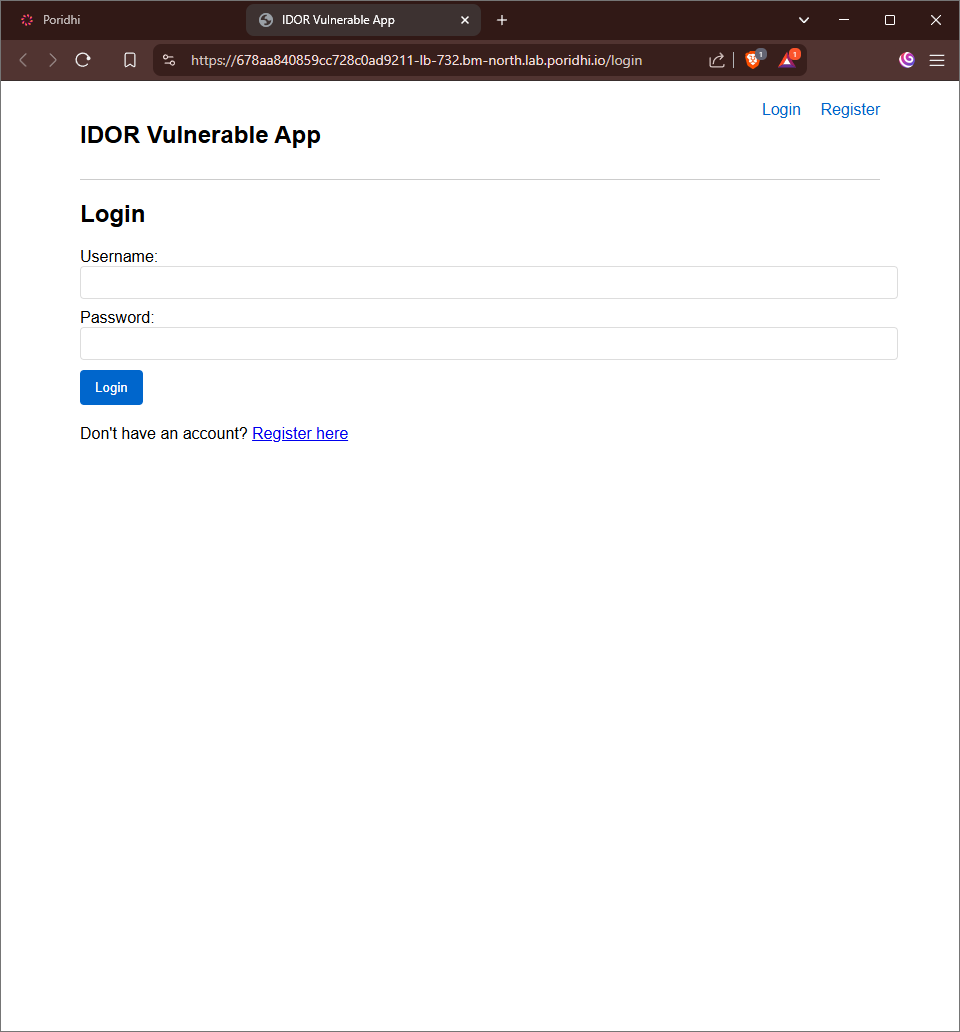 Poridhi
IDOR Vulnerable App
https://678aa840859cc728c0ad9211-lb-732.bm-north.lab.poridhi.io/login
1
1
Login Register
IDOR Vulnerable App
Login
Username:
Password:
Login
Don't have an account? Register here